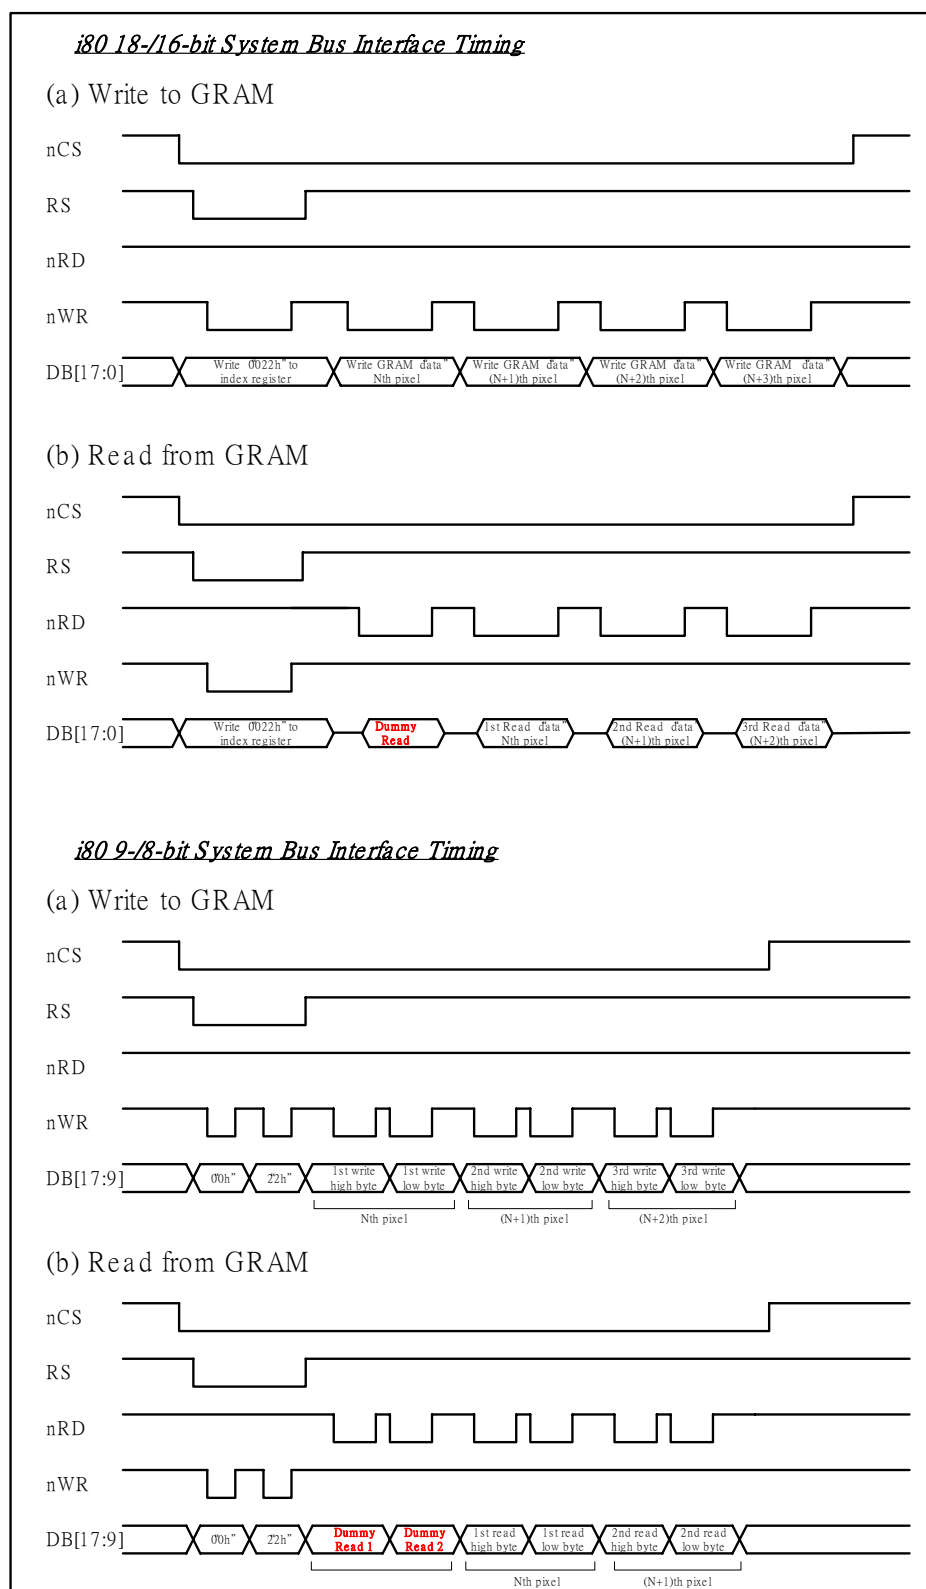 i80 18-/16-bit System Bus Interface Timing
(a) Write to GRAM
nCS
RS
nRD
nWR
DB[17:0]
Write “0022h” to
index register
Write GRAM “data”
Nth pixel
Write GRAM “data”
(N+1)th pixel
Write GRAM “data”
(N+2)th pixel
Write GRAM “data”
(N+3)th pixel
(b) Read from GRAM
nCS
RS
nRD
nWR
DB[17:0]
Write “0022h” to
index register
Dummy
Read
1st Read “data”
Nth pixel
2nd Read “data”
(N+1)th pixel
3rd Read “data”
(N+2)th pixel
i80 9-/8-bit System Bus Interface Timing
(a) Write to GRAM
nCS
RS
nRD
nWR
DB[17:9]
“00h”
“22h”
1st write
high byte
1st write
low byte
2nd write
high byte
2nd write
low byte
3rd write
high byte
3rd write
low byte
Nth pixel
(N+1)th pixel
(N+2)th pixel
(b) Read from GRAM
nCS
RS
nRD
nWR
DB[17:9]
“00h”
“22h”
Dummy
Read 1
Dummy
Read 2
1st read
high byte
1st read
low byte
2nd read
high byte
2nd read
low byte
Nth pixel
(N+1)th pixel